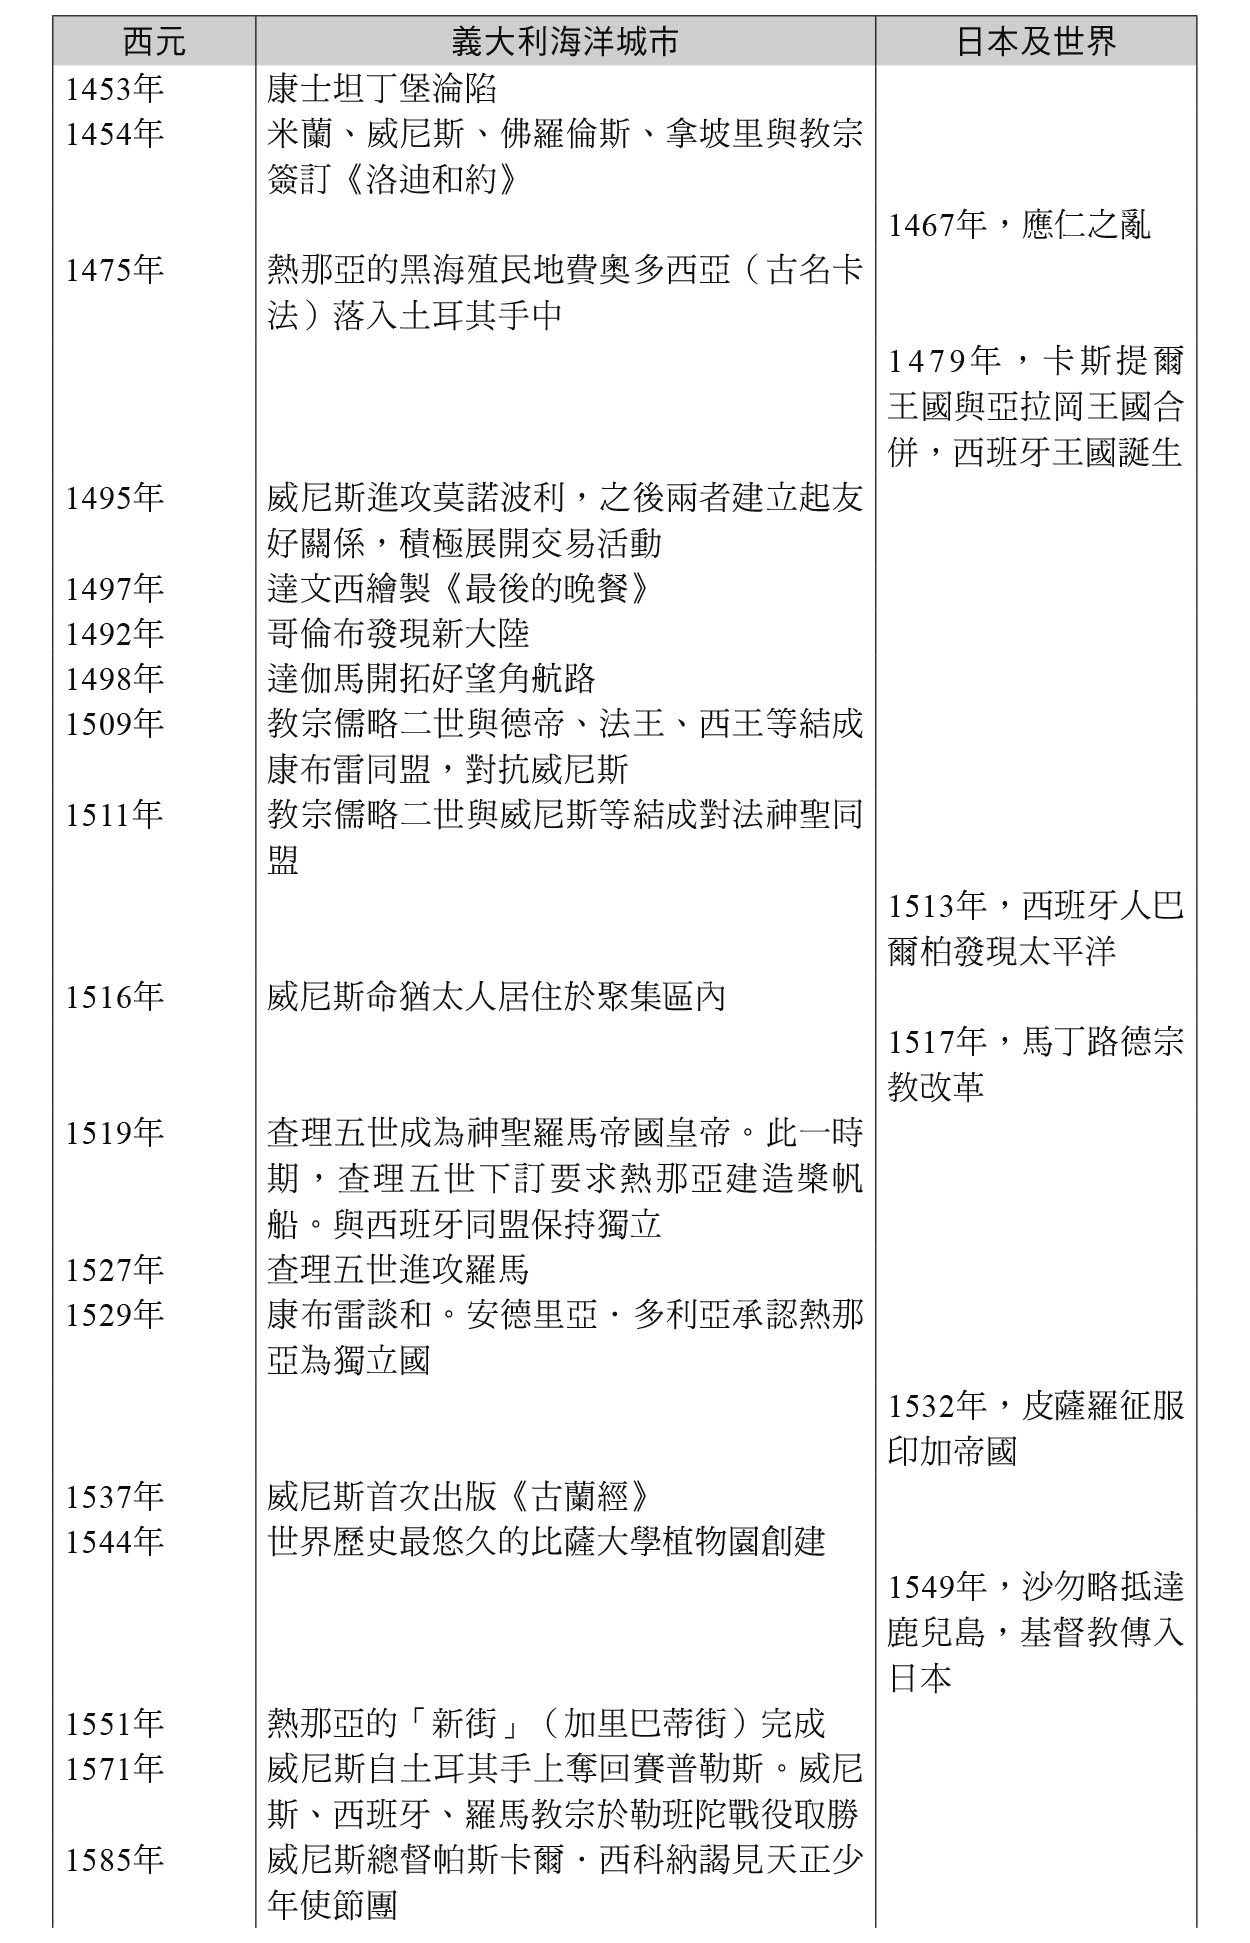 西元 義大利海洋城市 日本及世界
1453年 康士坦丁堡淪陷
1454年 米蘭、威尼斯、佛羅倫斯、拿坡里與教宗
簽訂《洛迪和約》
1467年，應仁之亂
1475年 熱那亞的黑海殖民地費奧多西亞（古名卡
法）落入土耳其手中
1479年，卡斯提爾
王國與亞拉岡王國合
併，西班牙王國誕生
1495年 威尼斯進攻莫諾波利，之後兩者建立起友
好關係，積極展開交易活動
1497年 達文西繪製《最後的晚餐》
1492年 哥倫布發現新大陸
1498年 達伽馬開拓好望角航路
1509年 教宗儒略二世與德帝、法王、西王等結成
康布雷同盟，對抗威尼斯
1511年 教宗儒略二世與威尼斯等結成對法神聖同
盟
1513年，西班牙人巴
爾柏發現太平洋
1516年 威尼斯命猶太人居住於聚集區內
1517年，馬丁路德宗
教改革
1519年 查理五世成為神聖羅馬帝國皇帝。此一時
期，查理五世下訂要求熱那亞建造槳帆
船。與西班牙同盟保持獨立
1527年 查理五世進攻羅馬
1529年 康布雷談和。安德里亞．多利亞承認熱那
亞為獨立國
1532年，皮薩羅征服
印加帝國
1537年 威尼斯首次出版《古蘭經》
1544年 世界歷史最悠久的比薩大學植物園創建
1549年，沙勿略抵達
鹿兒島，基督教傳入
日本
1551年 熱那亞的「新街」（加里巴蒂街）完成
1571年 威尼斯自土耳其手上奪回賽普勒斯。威尼
斯、西班牙、羅馬教宗於勒班陀戰役取勝
1585年 威尼斯總督帕斯卡爾．西科納謁見天正少
年使節團